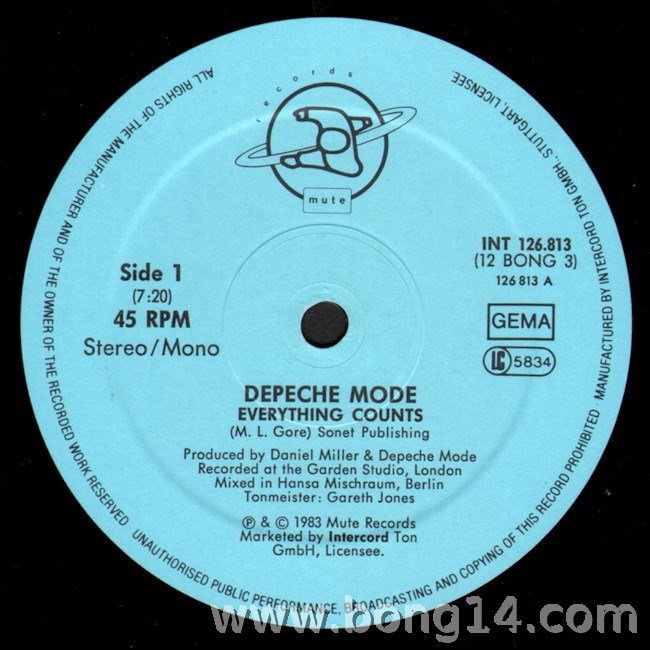 records
mute
Side 1
(7:20)
45 RPM
Stereo/Mono
INT 126.813
(12 BONG 3)
126 813 A
GEMA
LC 5834
DEPECHE MODE
EVERYTHING COUNTS
(M. L. Gore) Sonet Publishing
Produced by Daniel Miller & Depeche Mode
Recorded at the Garden Studio, London
Mixed in Hansa Mischraum, Berlin
Tonmeister: Gareth Jones
℗ & © 1983 Mute Records
Marketed by Intercord Ton
GmbH, Licensee.
ALL RIGHTS OF THE MANUFACTURER AND OF THE OWNER OF THE RECORDED WORK RESERVED · UNAUTHORISED PUBLIC PERFORMANCE, BROADCASTING AND COPYING OF THIS RECORD PROHIBITED · MANUFACTURED BY INTERCORD TON GMBH., STUTTGART, LICENSEE.
www.bong14.com